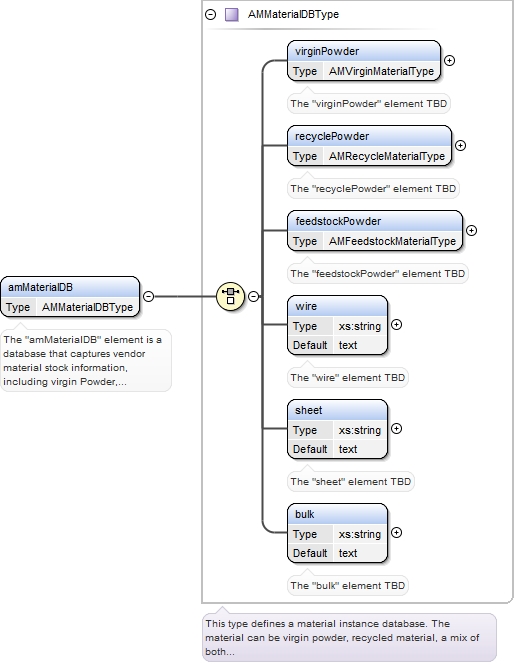 AMMaterialDBType
virginPowder
Type AMVirginMaterialType
The "virginPowder" element TBD
recyclePowder
Type AMRecycleMaterialType
The "recyclePowder" element TBD
feedstockPowder
Type AMFeedstockMaterialType
The "feedstockPowder" element TBD
amMaterialDB
Type AMMaterialDBType
The "amMaterialDB" element is a
database that captures vendor
material stock information,
including virgin Powder,...
wire
Type xs:string
Default text
The "wire" element TBD
sheet
Type xs:string
Default text
The "sheet" element TBD
bulk
Type xs:string
Default text
The "bulk" element TBD
This type defines a material instance database. The
material can be virgin powder, recycled material, a mix of
both...